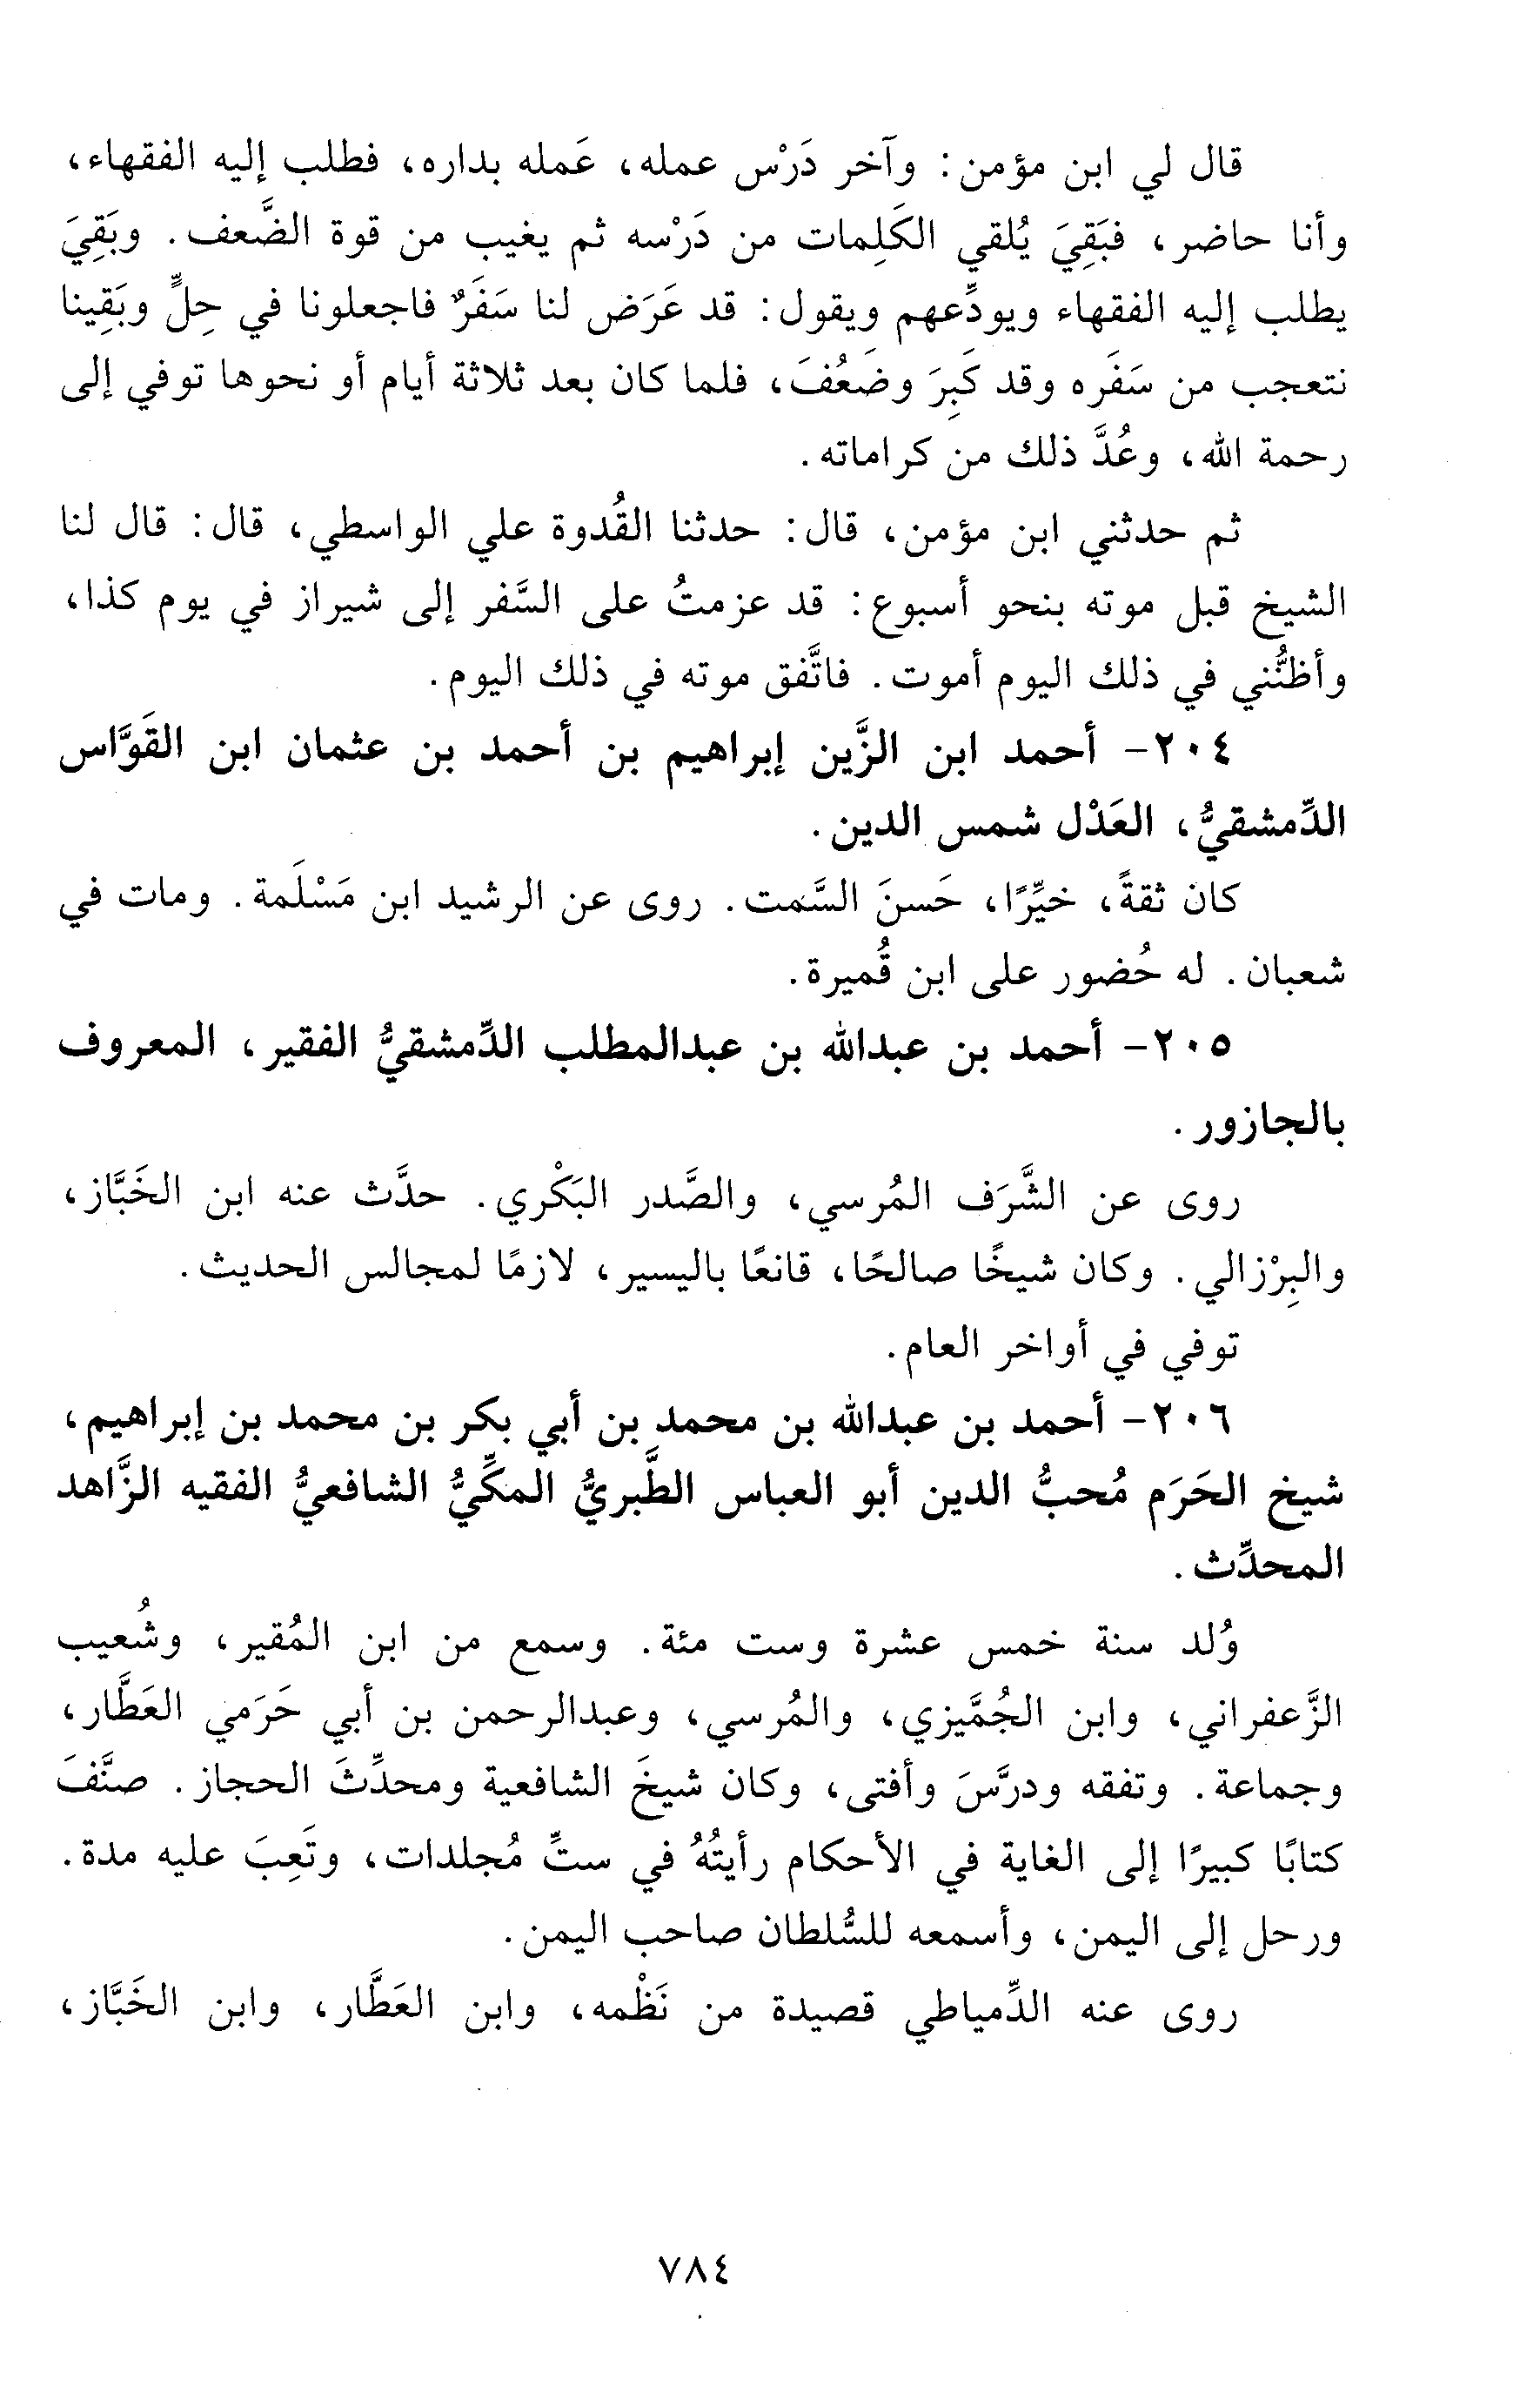 قال لي ابن مؤمن: وآخر دَرْس عمله، عَمله بداره، فطلب إليه الفقهاء،
وأنا حاضر، فبَقِيَ يُلقي الكَلِمات من دَرْسه ثم يغيب من قوة الضَّعف. وبَقِيَ
يطلب إليه الفقهاء ويودِّعهم ويقول: قد عَرَض لنا سَفَرٌ فاجعلونا في حِلٍّ وبَقِينا
نتعجب من سَفَره وقد كَبِرَ وضَعُفَ، فلما كان بعد ثلاثة أيام أو نحوها توفي إلى
رحمة الله، وعُدَّ ذلك من كراماته.
ثم حدثني ابن مؤمن، قال: حدثنا القُدوة علي الواسطي، قال: قال لنا
الشيخ قبل موته بنحو أسبوع: قد عزمتُ على السَّفر إلى شيراز في يوم كذا،
وأظنُّني في ذلك اليوم أموت. فاتَّفق موته في ذلك اليوم.
٢٠٤- أحمد ابن الزَّين إبراهيم بن أحمد بن عثمان ابن القَوَّاس
الدِّمشقيُّ، العَدْل شمس الدين.
كان ثقةً، خيِّرًا، حَسنَ السَّمت. روى عن الرشيد ابن مَسْلَمة. ومات في
شعبان. له حُضور على ابن قُميرة.
٢٠٥- أحمد بن عبدالله بن عبدالمطلب الدِّمشقيُّ الفقير، المعروف
بالجازور.
روى عن الشَّرَف المُرسي، والصَّدر البَكْري. حدَّث عنه ابن الخَبَّاز،
والبِرْزالي. وكان شيخًا صالحًا، قانعًا باليسير، لازمًا لمجالس الحديث.
توفي في أواخر العام.
٢٠٦- أحمد بن عبدالله بن محمد بن أبي بكر بن محمد بن إبراهيم،
شيخ الحَرَم مُحبُّ الدين أبو العباس الطَّبريُّ المكِّيُّ الشافعيُّ الفقيه الزَّاهد
المحدِّث.
وُلد سنة خمس عشرة وست مئة. وسمع من ابن المُقير، وشُعيب
الزَّعفراني، وابن الجُمَّيزي، والمُرسي، وعبدالرحمن بن أبي حَرَمي العَطَّار،
وجماعة. وتفقه ودرَّسَ وأفتى، وكان شيخَ الشافعية ومحدِّثَ الحجاز. صنَّفَ
كتابًا كبيرًا إلى الغاية في الأحكام رأيتُهُ في ستِّ مُجلدات، وتَعِبَ عليه مدة.
ورحل إلى اليمن، وأسمعه للسُّلطان صاحب اليمن.
روى عنه الدِّمياطي قصيدة من نَظْمه، وابن العَطَّار، وابن الخَبَّاز،
٧٨٤